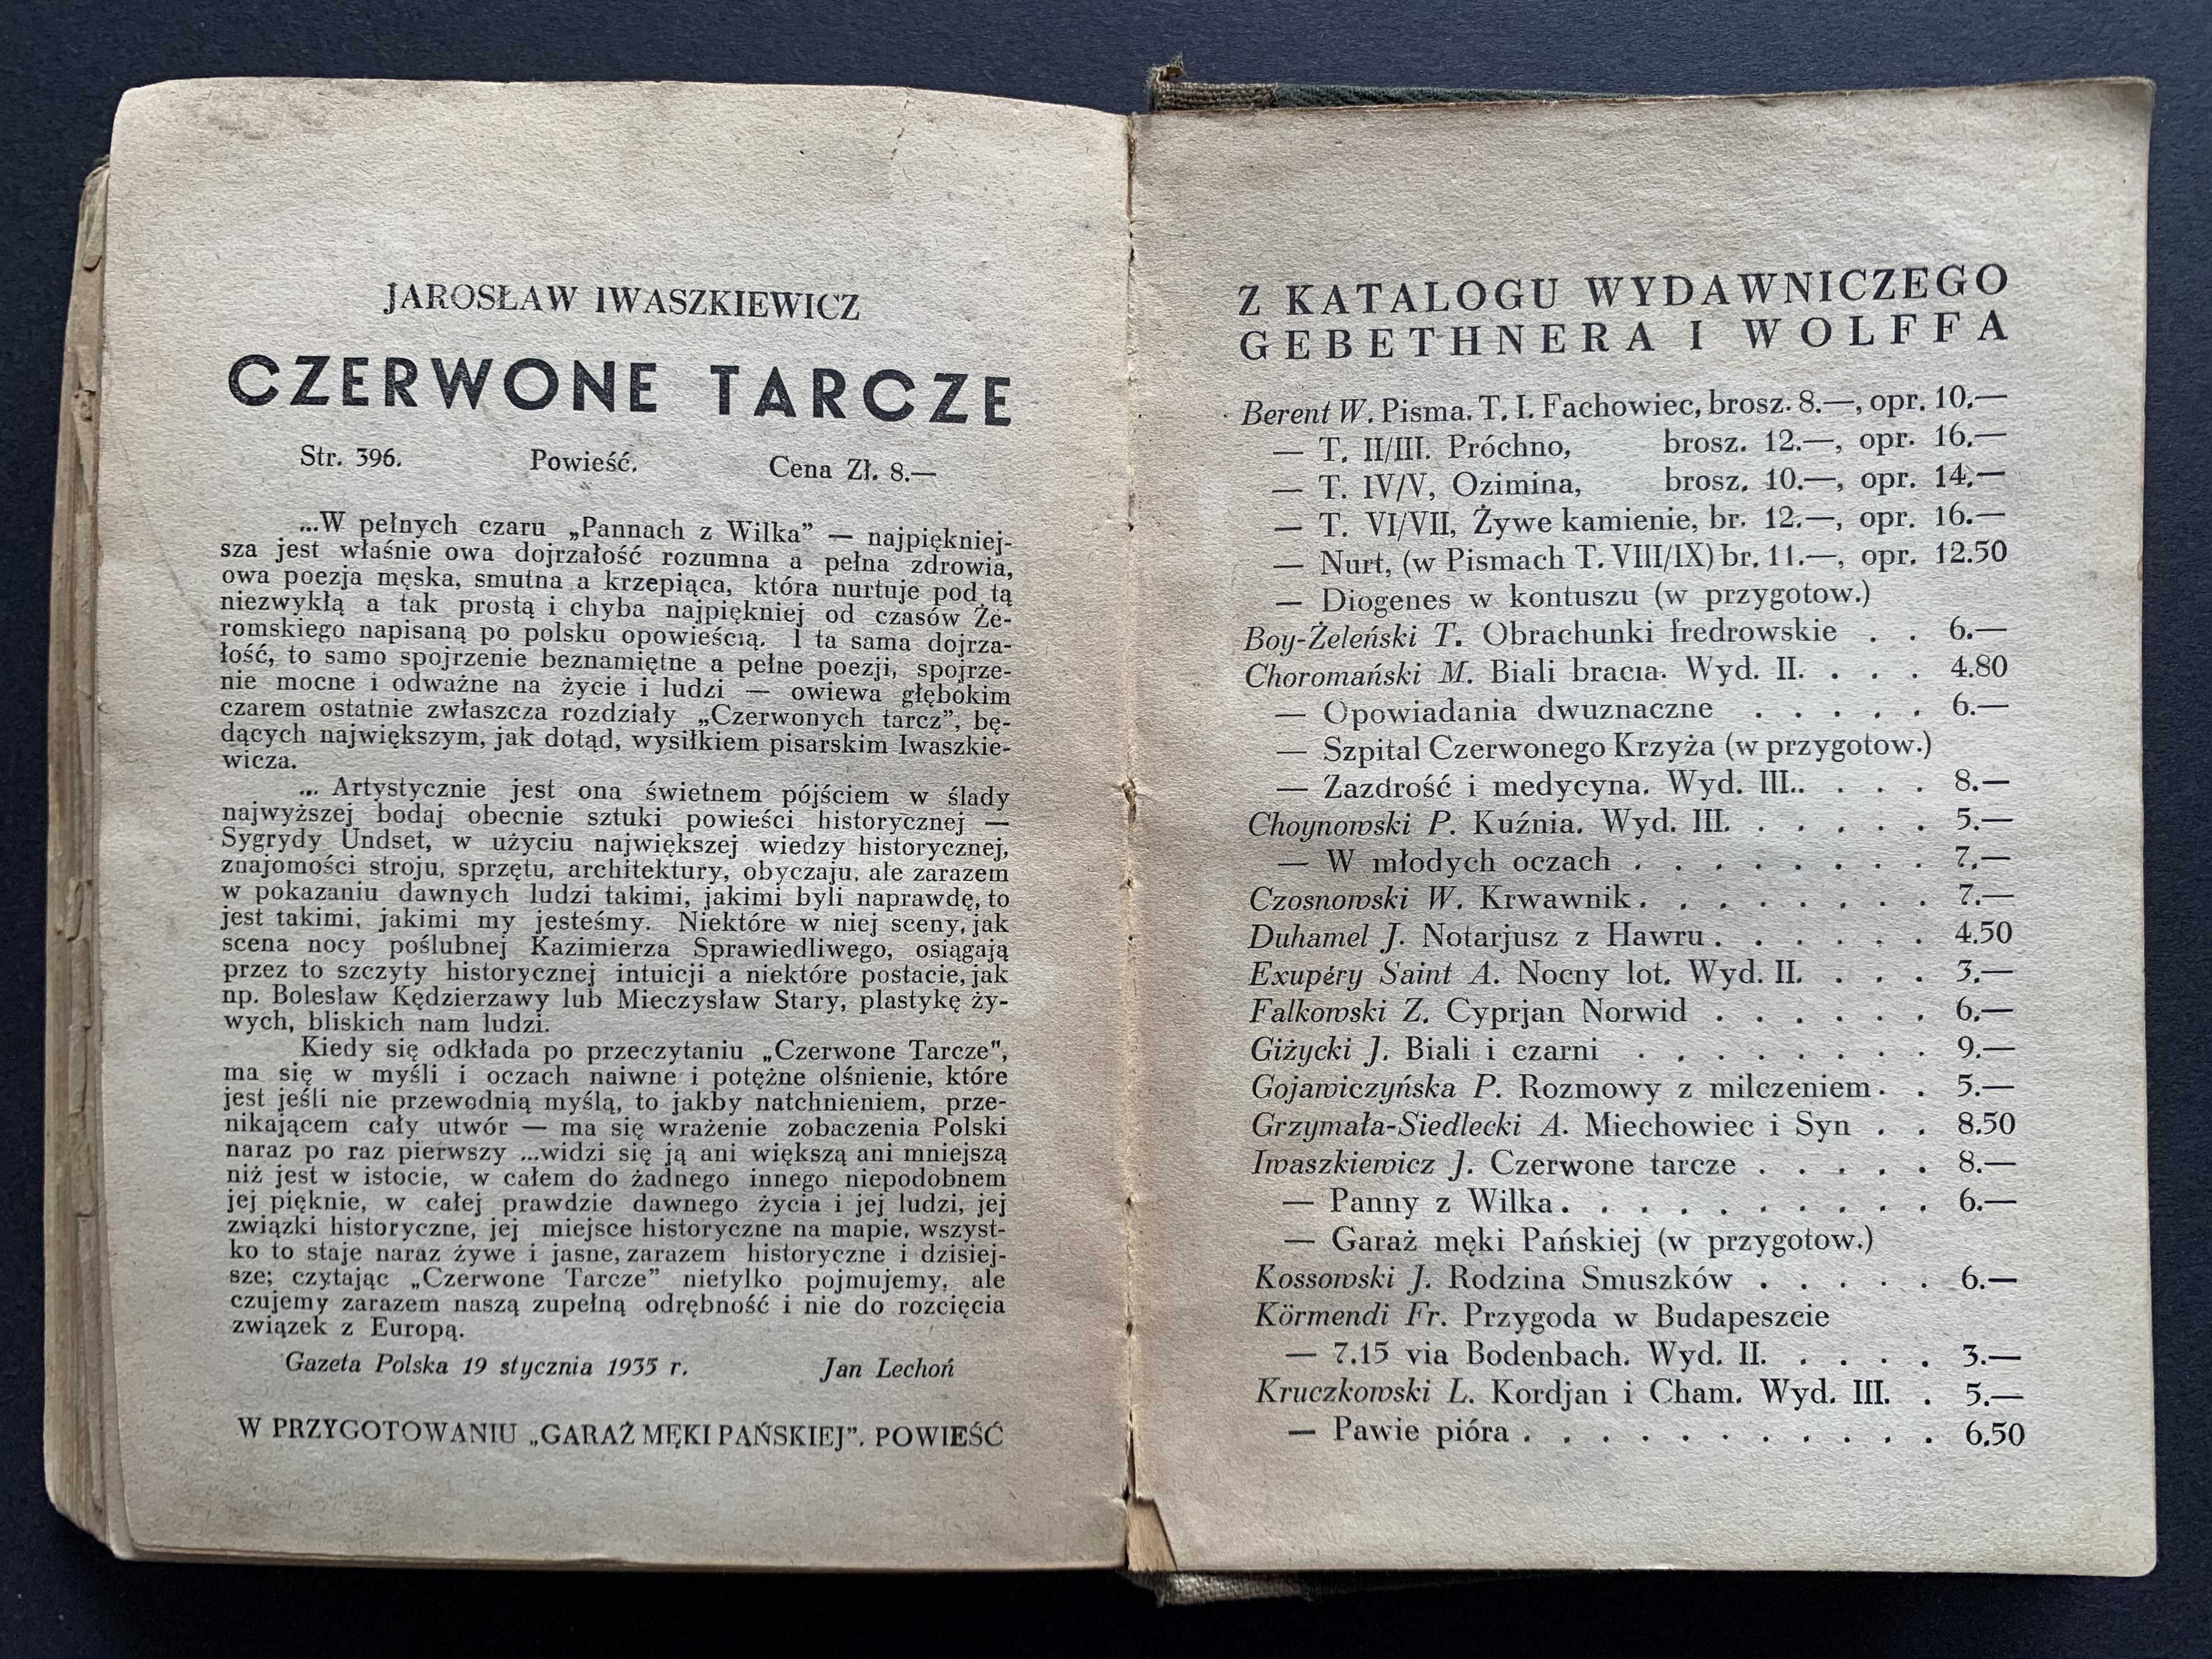 JAROSŁAW IWASZKIEWICZ
CZERWONE TARCZE
Str. 396. Powieść. Cena Zł. 8.—
...W pełnych czaru „Pannach z Wilka” — najpiękniej-
sza jest właśnie owa dojrzałość rozumna a pełna zdrowia,
owa poezja męska, smutna a krzepiąca, która nurtuje pod tą
niezwykłą a tak prostą i chyba najpiękniej od czasów Że-
romskiego napisaną po polsku opowieścią. I ta sama dojrza-
łość, to samo spojrzenie beznamiętne a pełne poezji, spojrze-
nie mocne i odważne na życie i ludzi — owiewa głębokim
czarem ostatnie zwłaszcza rozdziały „Czerwonych tarcz”, bę-
dących największym, jak dotąd, wysiłkiem pisarskim Iwaszkie-
wicza.
... Artystycznie jest ona świetnem pójściem w ślady
najwyższej bodaj obecnie sztuki powieści historycznej —
Sygrydy Undset, w użyciu największej wiedzy historycznej,
znajomości stroju, sprzętu, architektury, obyczaju, ale zarazem
w pokazaniu dawnych ludzi takimi, jakimi byli naprawdę, to
jest takimi, jakimi my jesteśmy. Niektóre w niej sceny, jak
scena nocy poślubnej Kazimierza Sprawiedliwego, osiągają
przez to szczyty historycznej intuicji a niektóre postacie, jak
np. Bolesław Kędzierzawy lub Mieczysław Stary, plastykę ży-
wych, bliskich nam ludzi.
Kiedy się odkłada po przeczytaniu „Czerwone Tarcze”,
ma się w myśli i oczach naiwne i potężne olśnienie, które
jest jeśli nie przewodnią myślą, to jakby natchnieniem, prze-
nikającem cały utwór — ma się wrażenie zobaczenia Polski
naraz po raz pierwszy ...widzi się ją ani większą ani mniejszą
niż jest w istocie, w całem do żadnego innego niepodobnem
jej pięknie, w całej prawdzie dawnego życia i jej ludzi, jej
związki historyczne, jej miejsce historyczne na mapie, wszyst-
ko to staje naraz żywe i jasne, zarazem historyczne i dzisiej-
sze; czytając „Czerwone Tarcze” nietylko pojmujemy, ale
czujemy zarazem naszą zupełną odrębność i nie do rozcięcia
związek z Europą.
Gazeta Polska 19 stycznia 1935 r. Jan Lechoń
W PRZYGOTOWANIU „GARAŻ MĘKI PAŃSKIEJ”. POWIEŚĆ
Z KATALOGU WYDAWNICZEGO
GEBETHNERA I WOLFFA
Berent W. Pisma. T. I. Fachowiec, brosz. 8.—, opr. 10.—
— T. II/III. Próchno, brosz. 12.—, opr. 16.—
— T. IV/V, Ozimina, brosz. 10.—, opr. 14.—
— T. VI/VII, Żywe kamienie, br. 12.—, opr. 16.—
— Nurt, (w Pismach T. VIII/IX) br. 11.—, opr. 12.50
— Diogenes w kontuszu (w przygotow.)
Boy-Żeleński T. Obrachunki fredrowskie . . 6.—
Choromański M. Biali bracia. Wyd. II. . . . 4.80
— Opowiadania dwuznaczne . . . . . 6.—
— Szpital Czerwonego Krzyża (w przygotow.)
— Zazdrość i medycyna. Wyd. III.. . . . 8.—
Choynowski P. Kuźnia. Wyd. III. . . . . . 5.—
— W młodych oczach . . . . . . . . 7.—
Czosnowski W. Krwawnik. . . . . . . . 7.—
Duhamel J. Notarjusz z Hawru . . . . . . 4.50
Exupéry Saint A. Nocny lot. Wyd. II. . . . 3.—
Falkowski Z. Cyprjan Norwid . . . . . . 6.—
Giżycki J. Biali i czarni . . . . . . . . 9.—
Gojawiczyńska P. Rozmowy z milczeniem . . 5.—
Grzymała-Siedlecki A. Miechowiec i Syn . . 8.50
Iwaszkiewicz J. Czerwone tarcze . . . . . 8.—
— Panny z Wilka . . . . . . . . . . 6.—
— Garaż męki Pańskiej (w przygotow.)
Kossowski J. Rodzina Smuszków . . . . . 6.—
Körmendi Fr. Przygoda w Budapeszcie
— 7.15 via Bodenbach. Wyd. II. . . . . 3.—
Kruczkowski L. Kordjan i Cham. Wyd. III. . 5.—
— Pawie pióra . . . . . . . . . . . 6.50